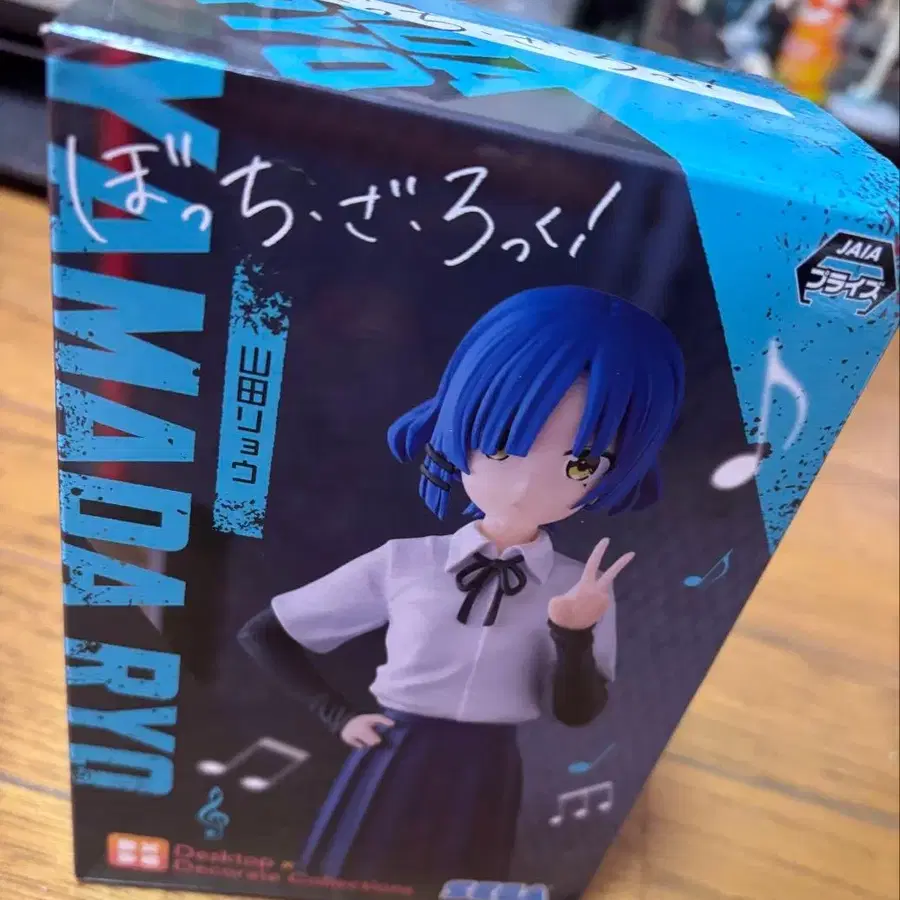 ぼっち・ざ・ろっく!
YAMADA RYO
山田リョウ
JAIA
プライズ
Desktop ×
Decorate Collections
SEGA